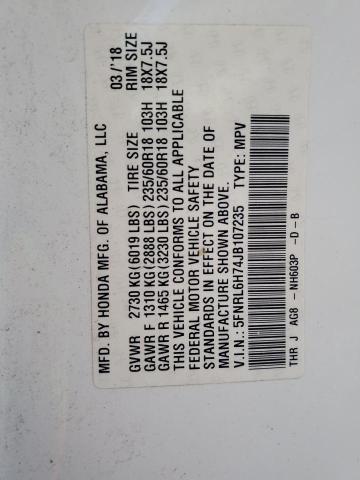 MFD. BY HONDA MFG. OF ALABAMA, LLC 03/'18
GVWR 2730 KG(6019 LBS) TIRE SIZE RIM SIZE
GAWR F 1310 KG(2888 LBS) 235/60R18 103H 18X7.5J
GAWR R 1465 KG(3230 LBS) 235/60R18 103H 18X7.5J
THIS VEHICLE CONFORMS TO ALL APPLICABLE
FEDERAL MOTOR VEHICLE SAFETY
STANDARDS IN EFFECT ON THE DATE OF
MANUFACTURE SHOWN ABOVE.
V.I.N.: 5FNRL6H74JB107235 TYPE: MPV
THR J AG8 - NH603P -D-B